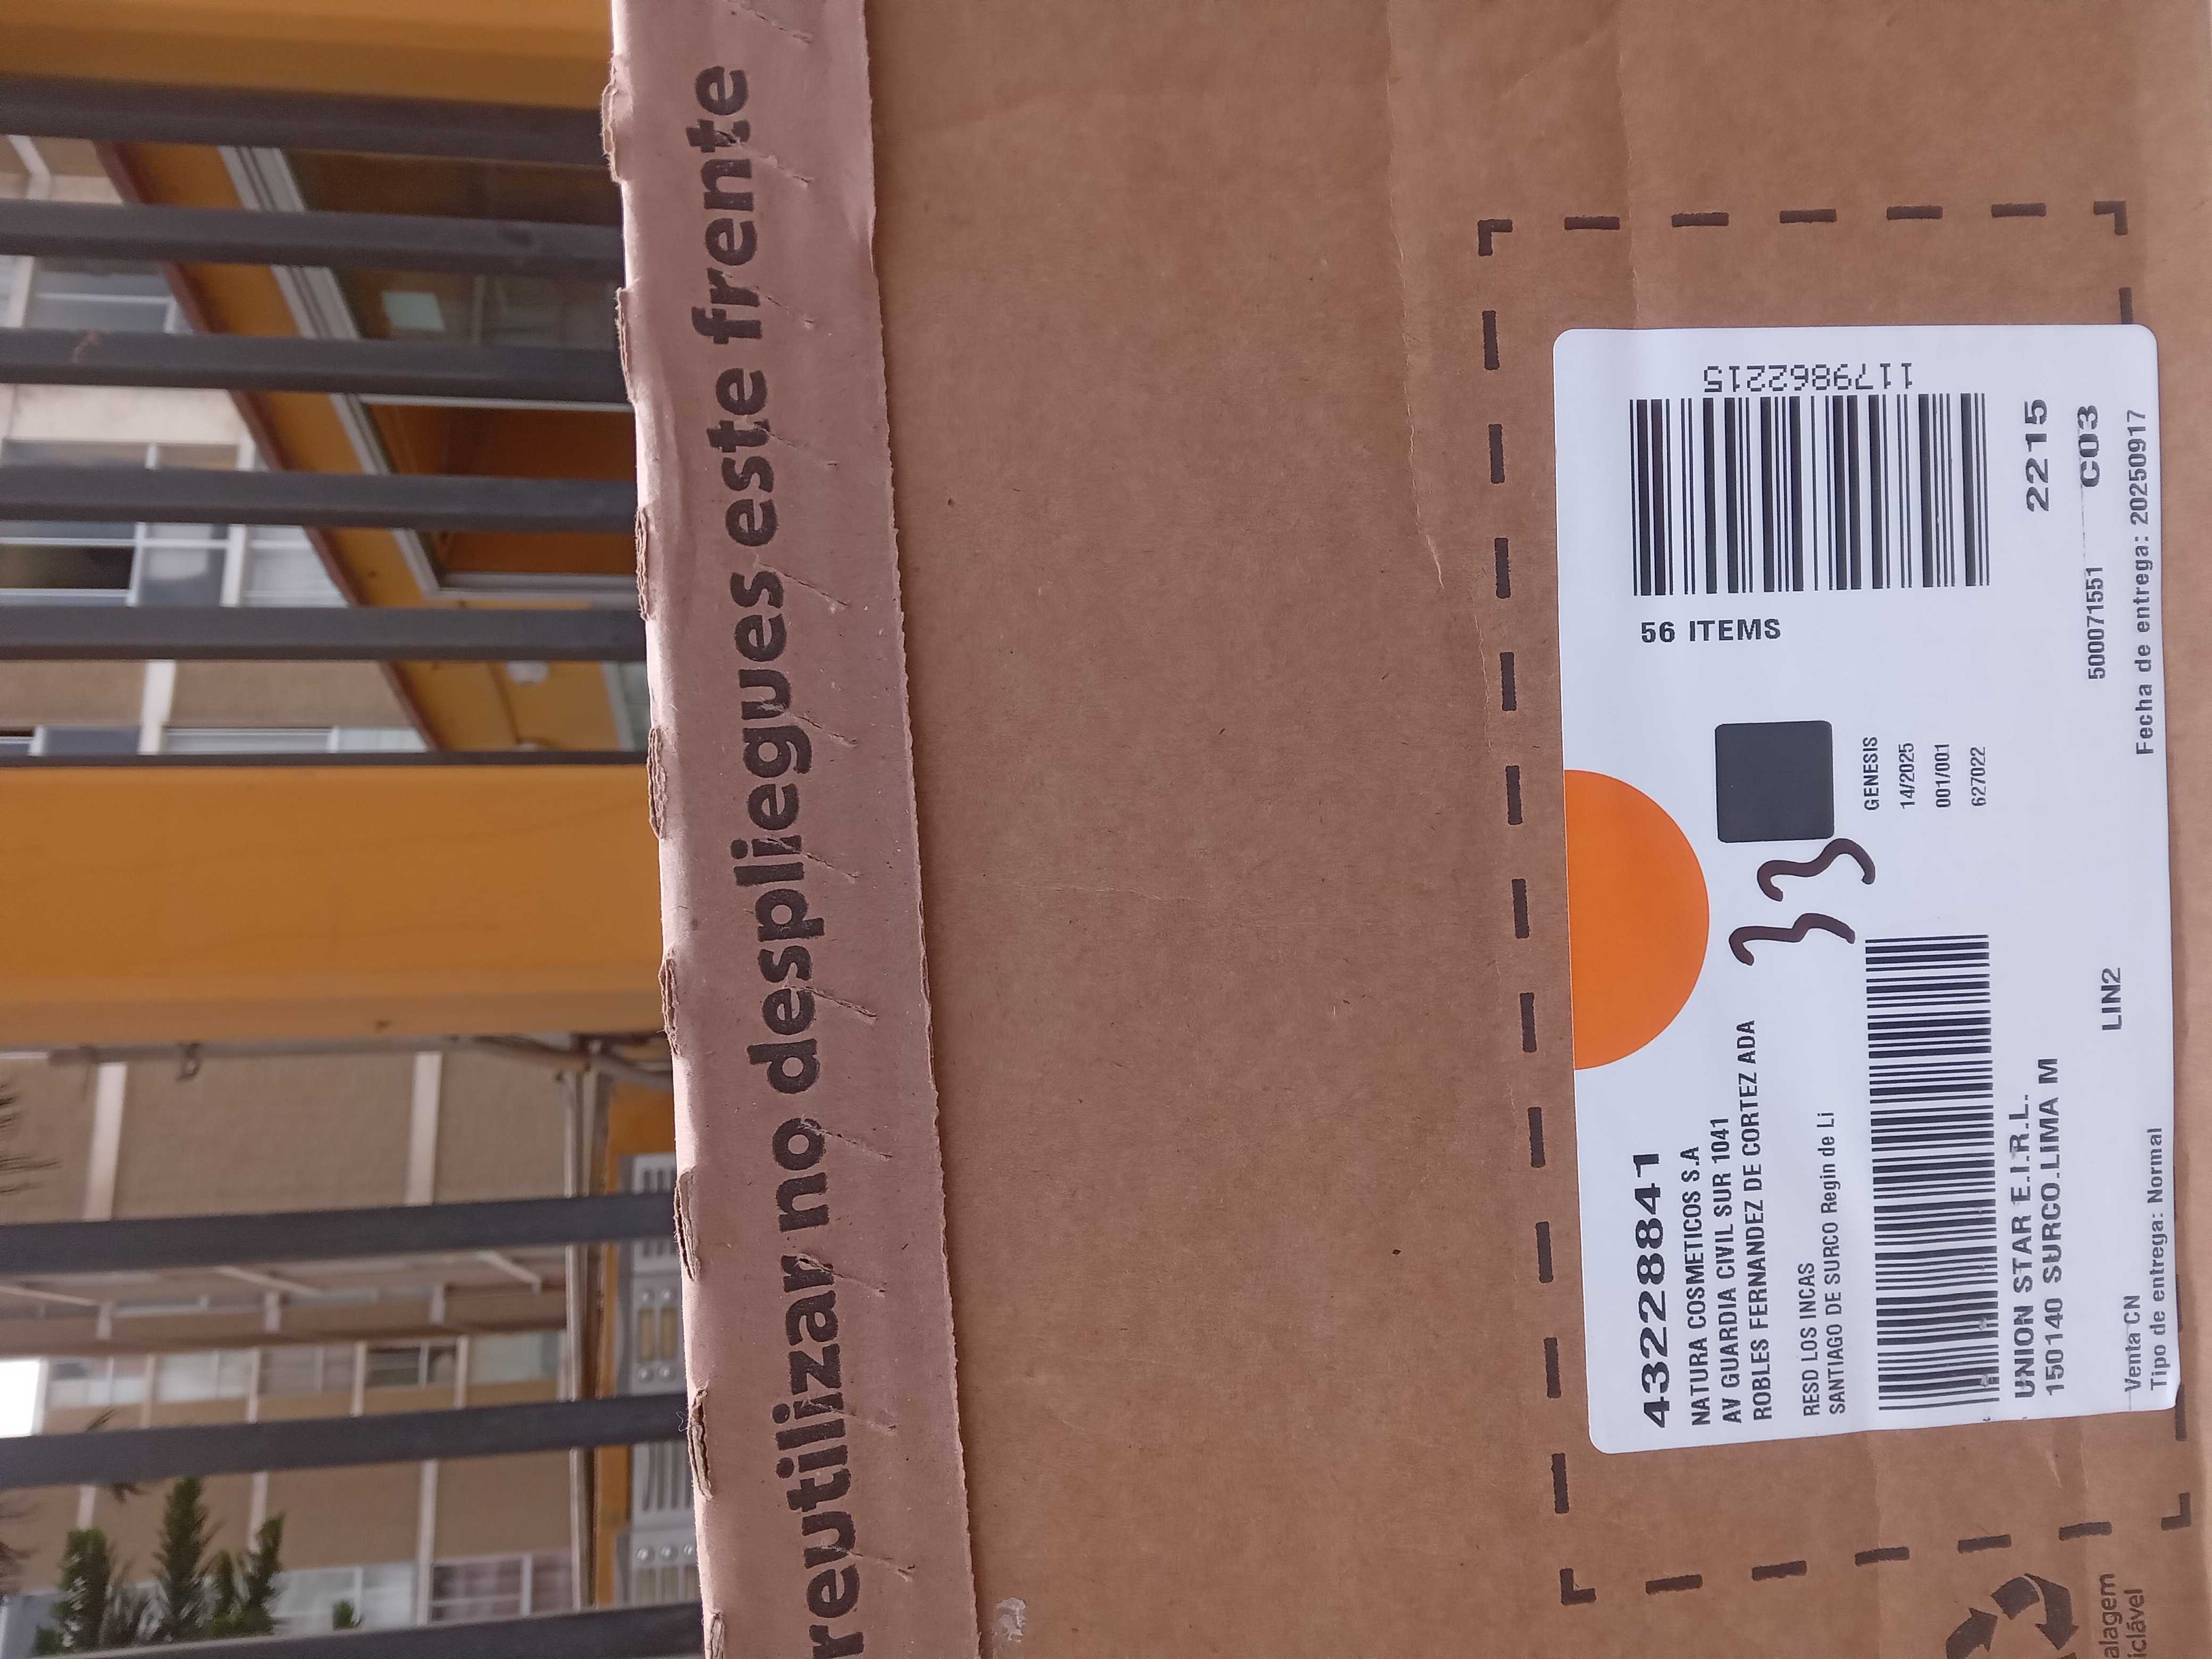 reutilizar no despliegues este frente
43228841
NATURA COSMETICOS S.A
AV GUARDIA CIVIL SUR 1041
ROBLES FERNANDEZ DE CORTEZ ADA
RESD LOS INCAS
SANTIAGO DE SURCO Regin de Li
33
GENESIS
14/2025
001/001
627022
56 ITEMS
1179862215
UNION STAR E.I.R.L.
150140 SURCO.LIMA M
2215
LIN2
500071551
C03
Venta CN
Tipo de entrega: Normal
Fecha de entrega: 20250917
alagem
iclável